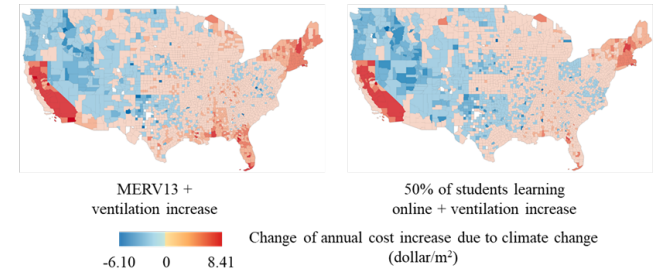 MERV13 +
ventilation increase
50% of students learning
online + ventilation increase
Change of annual cost increase due to climate change
(dollar/m²)
-6.10 0 8.41